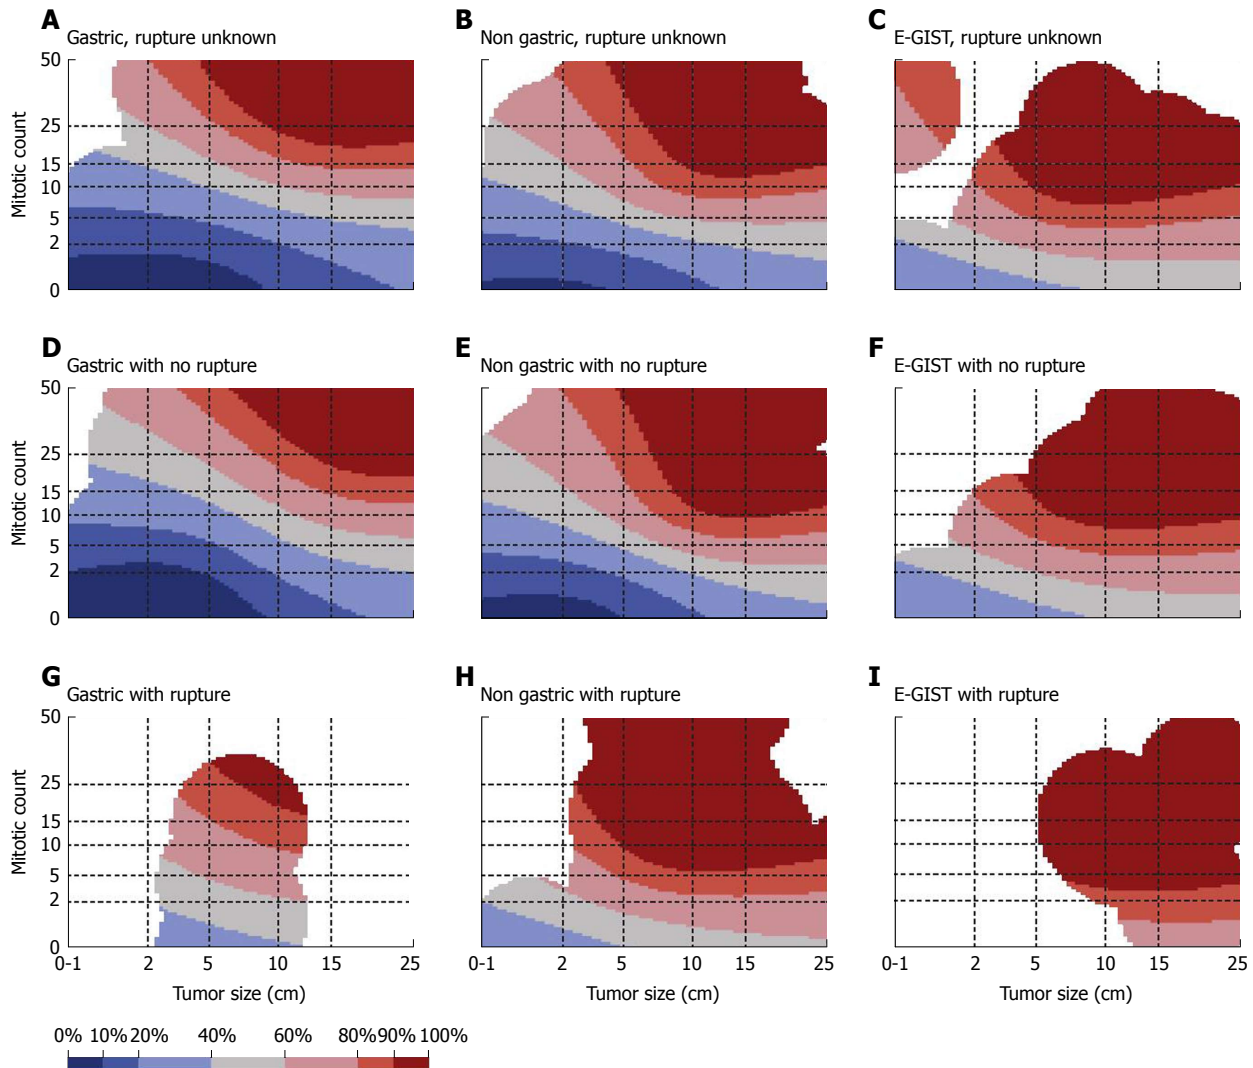 A
Gastric, rupture unknown
B
Non gastric, rupture unknown
C
E-GIST, rupture unknown
50
25
15
10
5
2
0
Mitotic count
D
Gastric with no rupture
E
Non gastric with no rupture
F
E-GIST with no rupture
50
25
15
10
5
2
0
Mitotic count
G
Gastric with rupture
H
Non gastric with rupture
I
E-GIST with rupture
50
25
15
10
5
2
0
Mitotic count
0-1 2 5 10 15 25
0-1 2 5 10 15 25
0-1 2 5 10 15 25
Tumor size (cm)
Tumor size (cm)
Tumor size (cm)
0% 10% 20% 40% 60% 80% 90% 100%